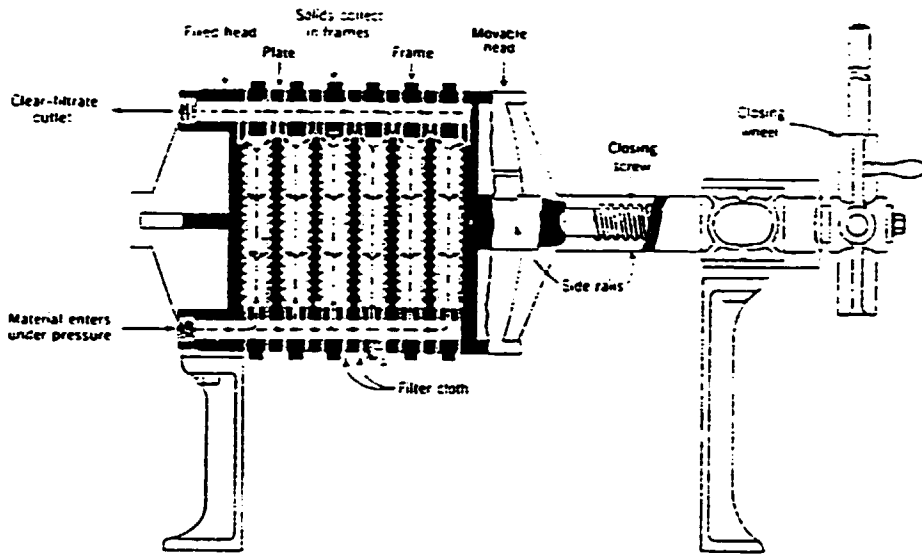 Solids collect
in frames
Fixed head
Plate
Frame
Movable
head
Clear-filtrate
outlet
Closing
wheel
Closing
screw
Side rails
Material enters
under pressure
Filter cloth